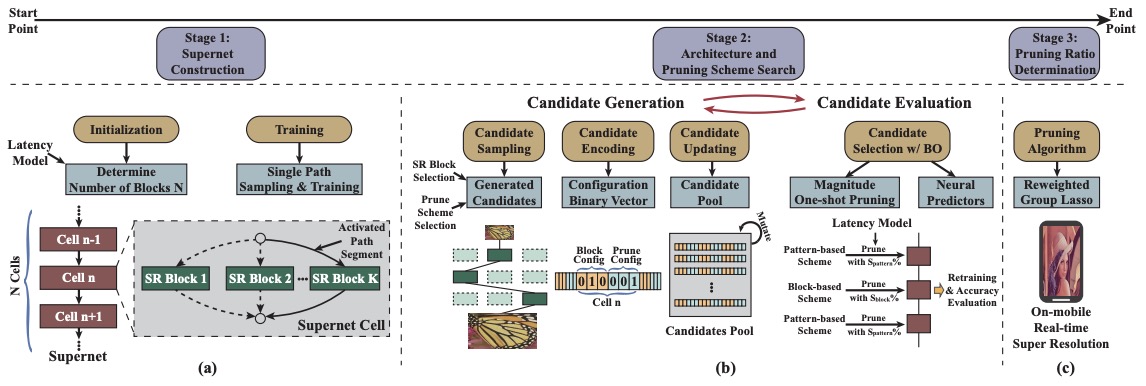 Start
Point
End
Point
Stage 1:
Supernet
Construction
Stage 2:
Architecture and
Pruning Scheme Search
Stage 3:
Pruning Ratio
Determination
Initialization
Training
Latency
Model
Determine
Number of Blocks N
Single Path
Sampling & Training
N Cells
Cell n-1
Cell n
Cell n+1
Supernet
Activated
Path
Segment
SR Block 1
SR Block 2
...
SR Block K
Supernet Cell
(a)
Candidate Generation
Candidate Evaluation
Candidate
Sampling
Candidate
Encoding
Candidate
Updating
Candidate
Selection w/ BO
SR Block
Selection
Prune
Scheme
Selection
Generated
Candidates
Configuration
Binary Vector
Candidate
Pool
Magnitude
One-shot Pruning
Neural
Predictors
Block
Config
Prune
Config
0 1 0 0 0 1
Cell n
Mutate
Candidates Pool
Latency Model
Pattern-based
Scheme
Prune
with Spattern%
Block-based
Scheme
Prune
with Sblock%
Pattern-based
Scheme
Prune
with Spattern%
Retraining
& Accuracy
Evaluation
(b)
Pruning
Algorithm
Reweighted
Group Lasso
On-mobile
Real-time
Super Resolution
(c)